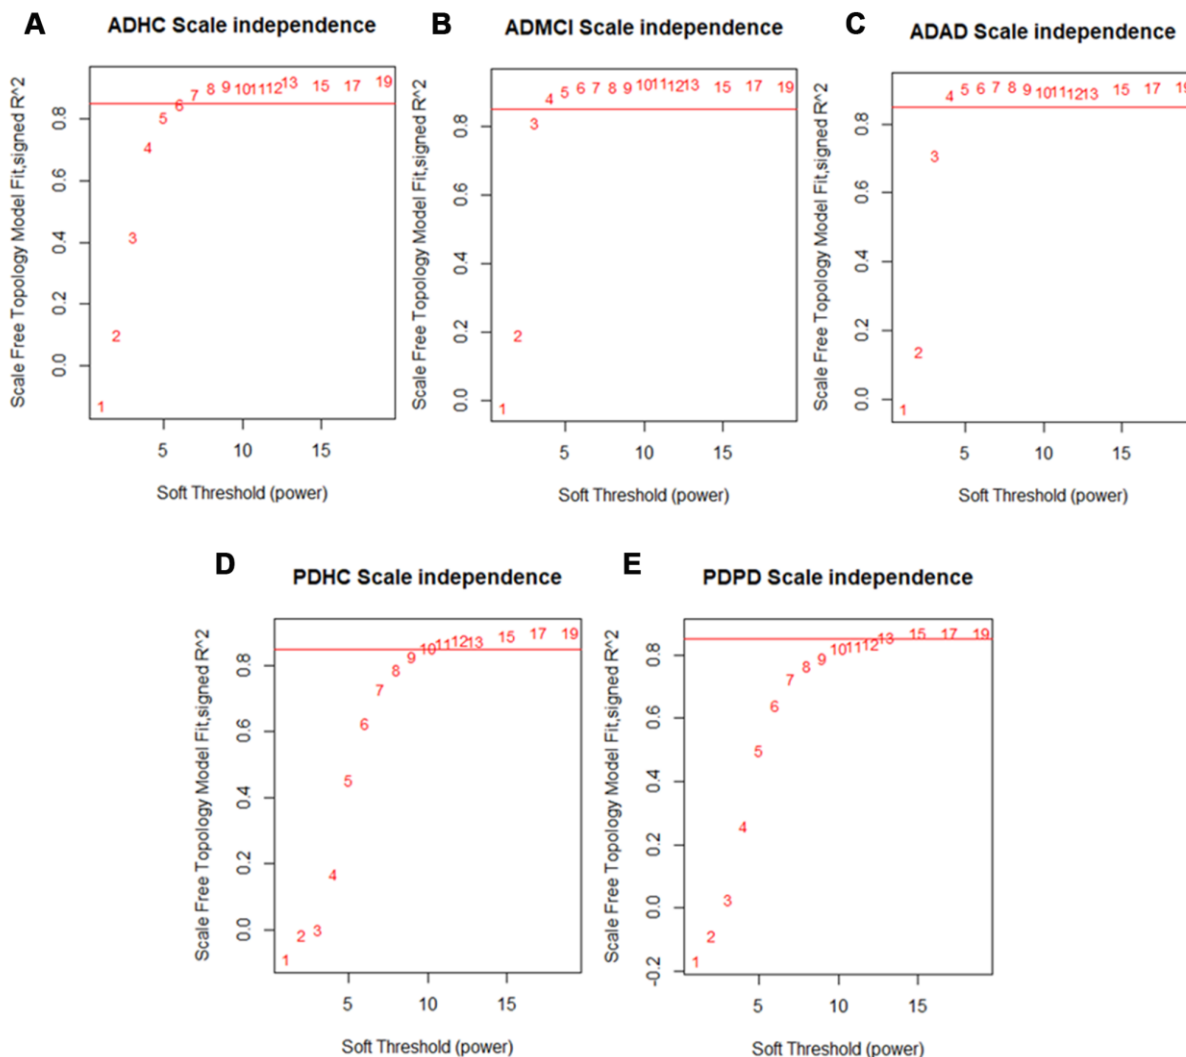 A
ADHC Scale independence
Scale Free Topology Model Fit,signed R^2
0.0 0.2 0.4 0.6 0.8
1 2 3 4 5 6 7 8 9 10 11 12 13 15 17 19
5 10 15
Soft Threshold (power)
B
ADMCI Scale independence
Scale Free Topology Model Fit,signed R^2
0.0 0.2 0.4 0.6 0.8
1 2 3 4 5 6 7 8 9 10 11 12 13 15 17 19
5 10 15
Soft Threshold (power)
C
ADAD Scale independence
Scale Free Topology Model Fit,signed R^2
0.0 0.2 0.4 0.6 0.8
1 2 3 4 5 6 7 8 9 10 11 12 13 15 17 19
5 10 15
Soft Threshold (power)
D
PDHC Scale independence
Scale Free Topology Model Fit,signed R^2
0.0 0.2 0.4 0.6 0.8
1 2 3 4 5 6 7 8 9 10 11 12 13 15 17 19
5 10 15
Soft Threshold (power)
E
PDPD Scale independence
Scale Free Topology Model Fit,signed R^2
-0.2 0.0 0.2 0.4 0.6 0.8
1 2 3 4 5 6 7 8 9 10 11 12 13 15 17 19
5 10 15
Soft Threshold (power)